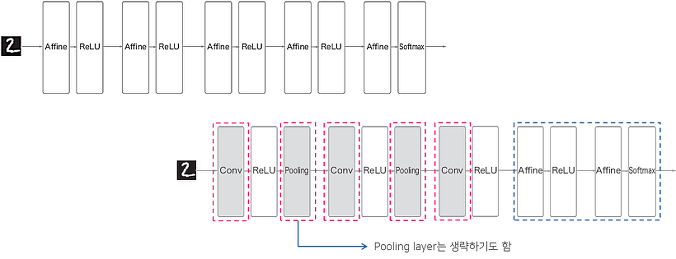 2 Affine ReLU Affine ReLU Affine ReLU Affine ReLU Affine Softmax
2 Conv ReLU Pooling Conv ReLU Pooling Conv ReLU Affine ReLU Affine Softmax
Pooling layer는 생략하기도 함